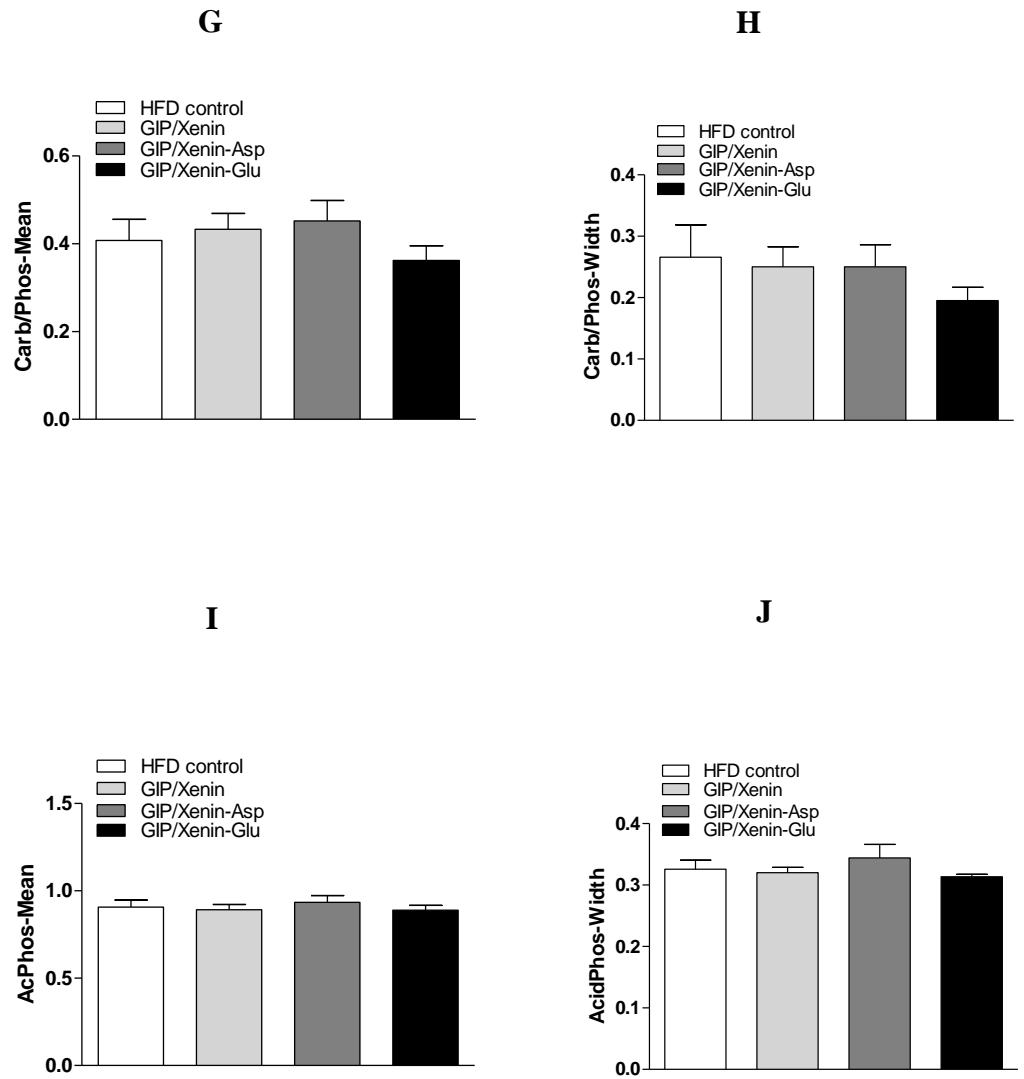 G
HFD control
GIP/Xenin
GIP/Xenin-Asp
GIP/Xenin-Glu
Carb/Phos-Mean
0.6
0.4
0.2
0.0
H
HFD control
GIP/Xenin
GIP/Xenin-Asp
GIP/Xenin-Glu
Carb/Phos-Width
0.4
0.3
0.2
0.1
0.0
I
HFD control
GIP/Xenin
GIP/Xenin-Asp
GIP/Xenin-Glu
AcPhos-Mean
1.5
1.0
0.5
0.0
J
HFD control
GIP/Xenin
GIP/Xenin-Asp
GIP/Xenin-Glu
AcidPhos-Width
0.4
0.3
0.2
0.1
0.0